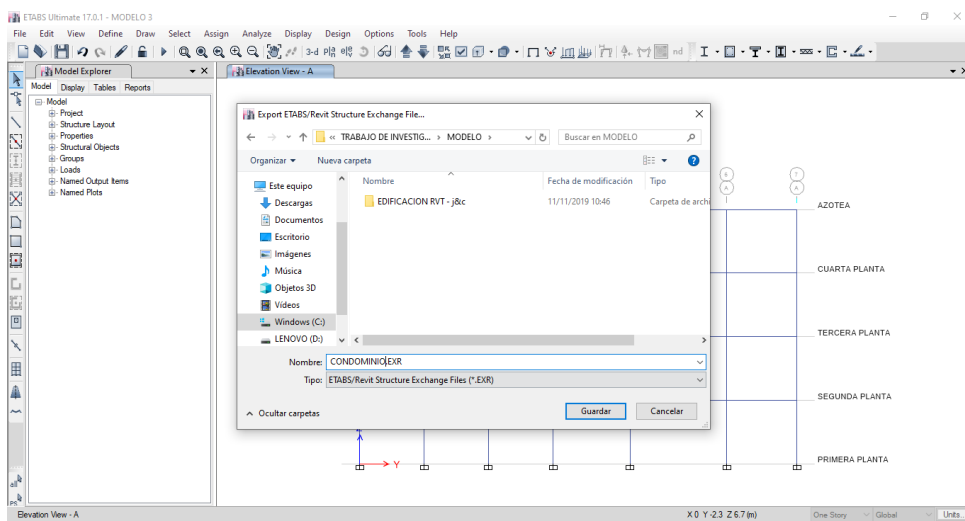 ETABS Ultimate 17.0.1 - MODELO 3
File Edit View Define Draw Select Assign Analyze Display Design Options Tools Help
3-d nd
Model Explorer
Elevation View - A
Model Display Tables Reports
Model
Project
Structure Layout
Properties
Structural Objects
Groups
Loads
Named Output Items
Named Plots
Export ETABS/Revit Structure Exchange File...
« TRABAJO DE INVESTIG... › MODELO ›
Buscar en MODELO
Organizar Nueva carpeta
Nombre Fecha de modificación Tipo
Este equipo
Descargas
Documentos
Escritorio
Imágenes
Música
Objetos 3D
Vídeos
Windows (C:)
LENOVO (D:)
EDIFICACION RVT - j&c 11/11/2019 10:46 Carpeta de archi
Nombre: CONDOMINIO.EXR
Tipo: ETABS/Revit Structure Exchange Files (*.EXR)
Ocultar carpetas
Guardar Cancelar
6 7
A A
AZOTEA
CUARTA PLANTA
TERCERA PLANTA
SEGUNDA PLANTA
PRIMERA PLANTA
Y
all
PS
Elevation View - A
X 0 Y -2.3 Z 6.7 (m)
One Story Global Units...